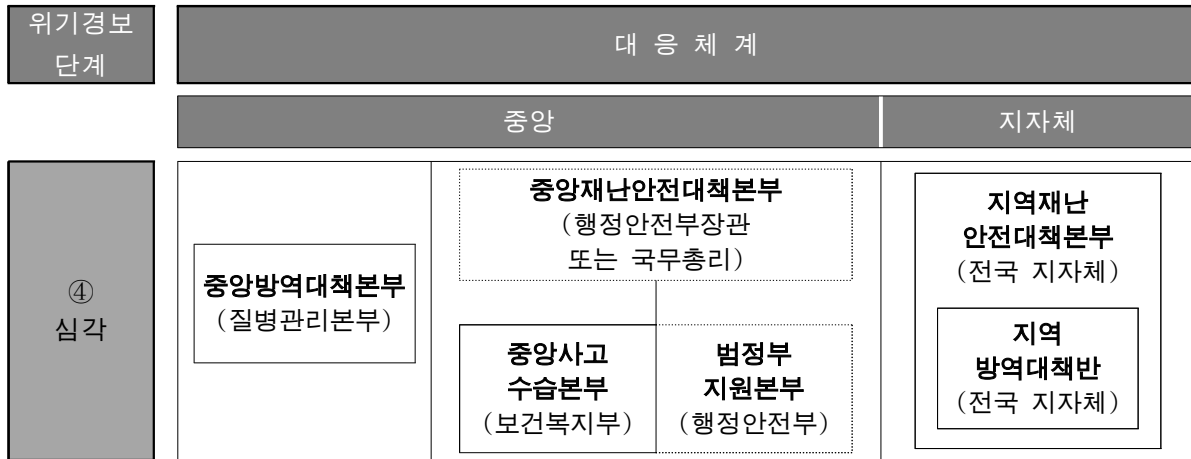 위기경보
단계
대 응 체 계
중앙
지자체
④
심각
중앙방역대책본부
(질병관리본부)
중앙재난안전대책본부
(행정안전부장관
또는 국무총리)
중앙사고
수습본부
(보건복지부)
범정부
지원본부
(행정안전부)
지역재난
안전대책본부
(전국 지자체)
지역
방역대책반
(전국 지자체)